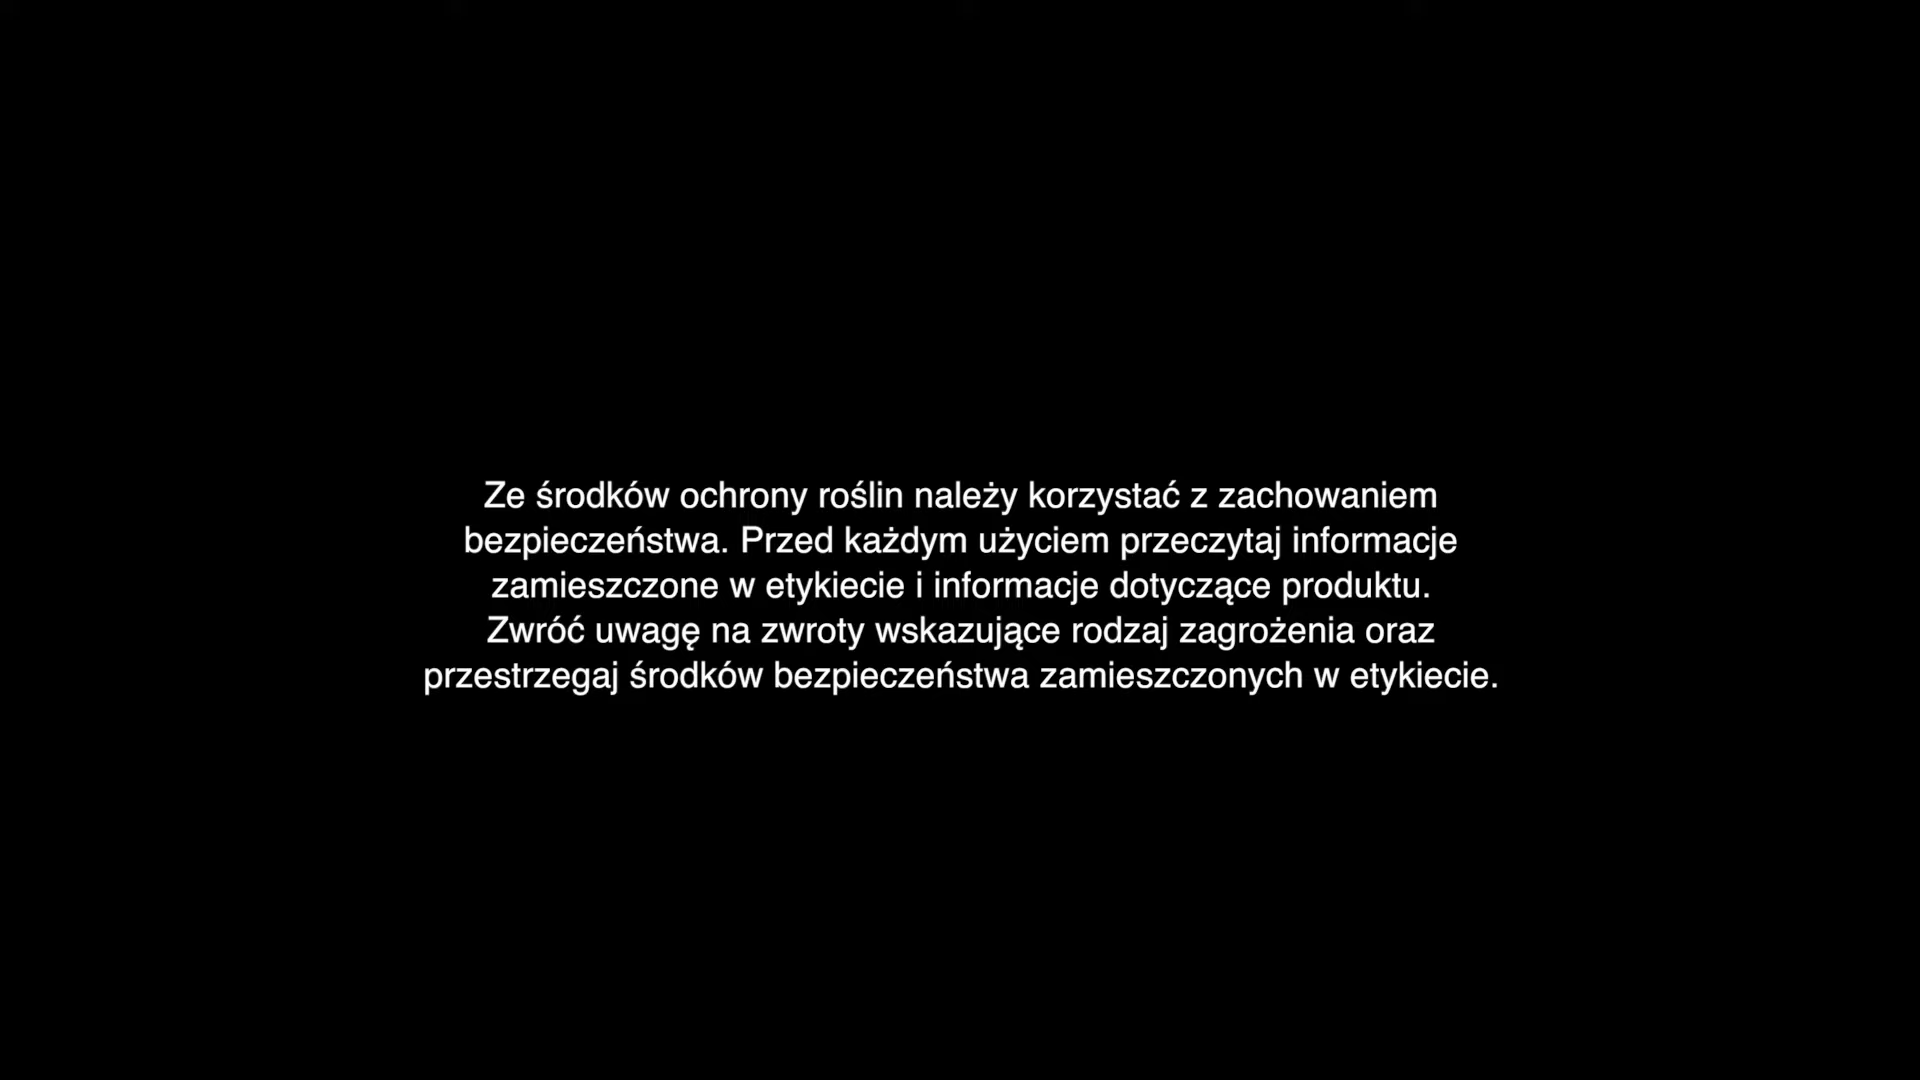 Ze środków ochrony roślin należy korzystać z zachowaniem
bezpieczeństwa. Przed każdym użyciem przeczytaj informacje
zamieszczone w etykiecie i informacje dotyczące produktu.
Zwróć uwagę na zwroty wskazujące rodzaj zagrożenia oraz
przestrzegaj środków bezpieczeństwa zamieszczonych w etykiecie.